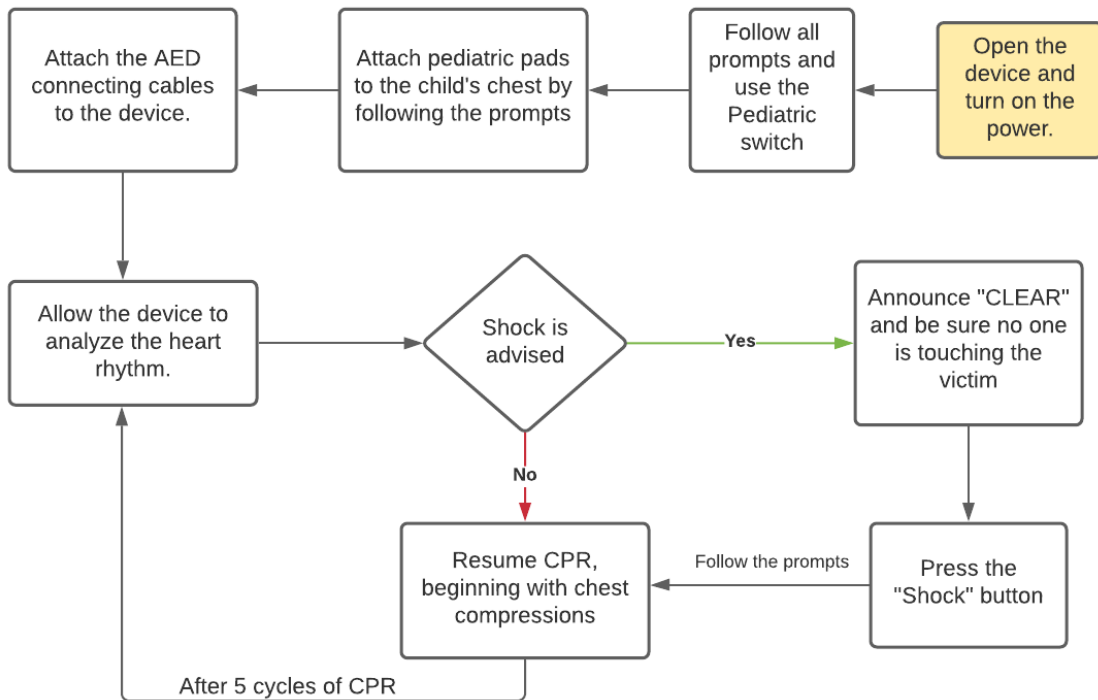 Open the
device and
turn on the
power.
Follow all
prompts and
use the
Pediatric
switch
Attach pediatric pads
to the child's chest by
following the prompts
Attach the AED
connecting cables
to the device.
Allow the device to
analyze the heart
rhythm.
Shock is
advised
Yes
Announce "CLEAR"
and be sure no one
is touching the
victim
No
Press the
"Shock" button
Follow the prompts
Resume CPR,
beginning with chest
compressions
After 5 cycles of CPR